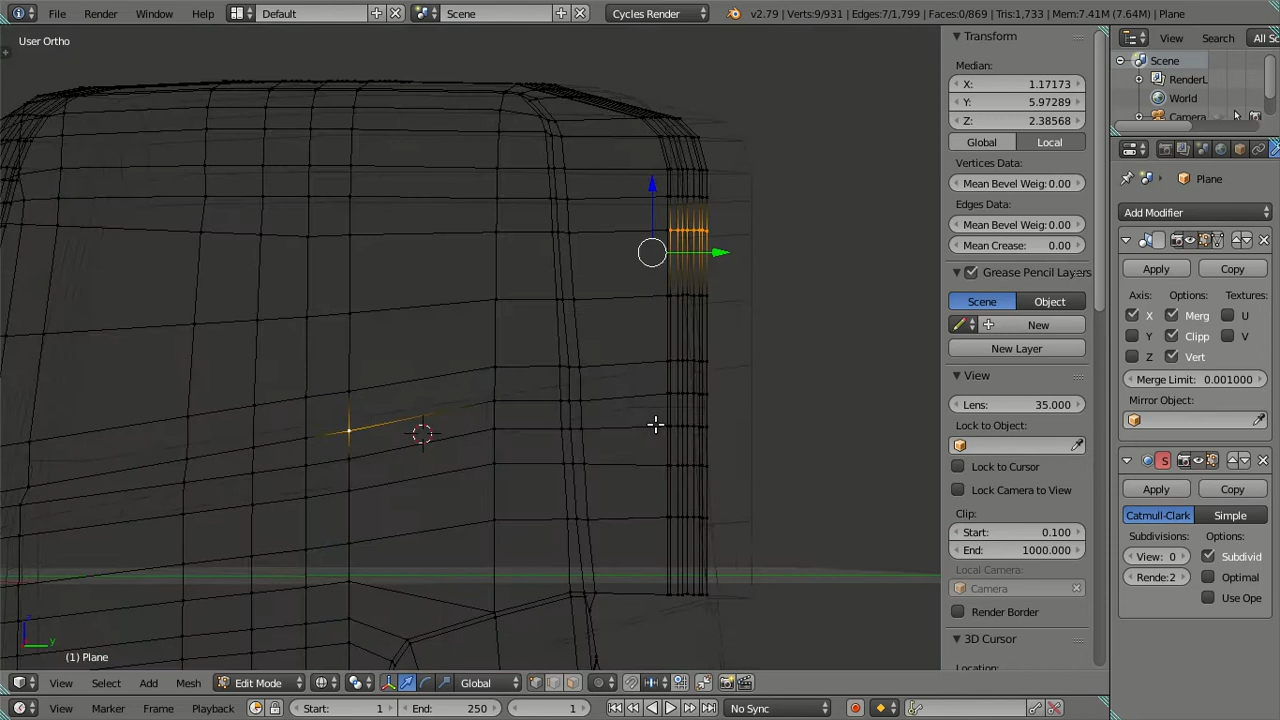 File Render Window Help Default Scene Cycles Render v2.79 | Verts:9/931 | Edges:7/1,799 | Faces:0/869 | Tris:1,733 | Mem:7.41M (7.64M) | Plane
User Ortho
Transform
View Search All Sc
Median:
Scene
X: 1.17173
RenderL
Y: 5.97289
World
Z: 2.38568
Camera
Global Local
Vertices Data:
Mean Bevel Weig: 0.00
Plane
Edges Data:
Add Modifier
Mean Bevel Weig: 0.00
Mean Crease: 0.00
Apply Copy
Grease Pencil Layers
Axis: Options: Textures:
Scene Object
X Merg U
New
Y Clipp V
New Layer
Z Vert
View
Merge Limit: 0.001000
Lens: 35.000
Mirror Object:
Lock to Object:
Lock to Cursor
S
Lock Camera to View
Apply Copy
Clip:
Catmull-Clark Simple
Start: 0.100
Subdivisions: Options:
End: 1000.000
View: 0 Subdivid
Local Camera:
Rende: 2 Optimal
Camera
Use Ope
Render Border
3D Cursor
Location:
z
y
(1) Plane
View Select Add Mesh Edit Mode Global
View Marker Frame Playback Start: 1 End: 250 1 No Sync